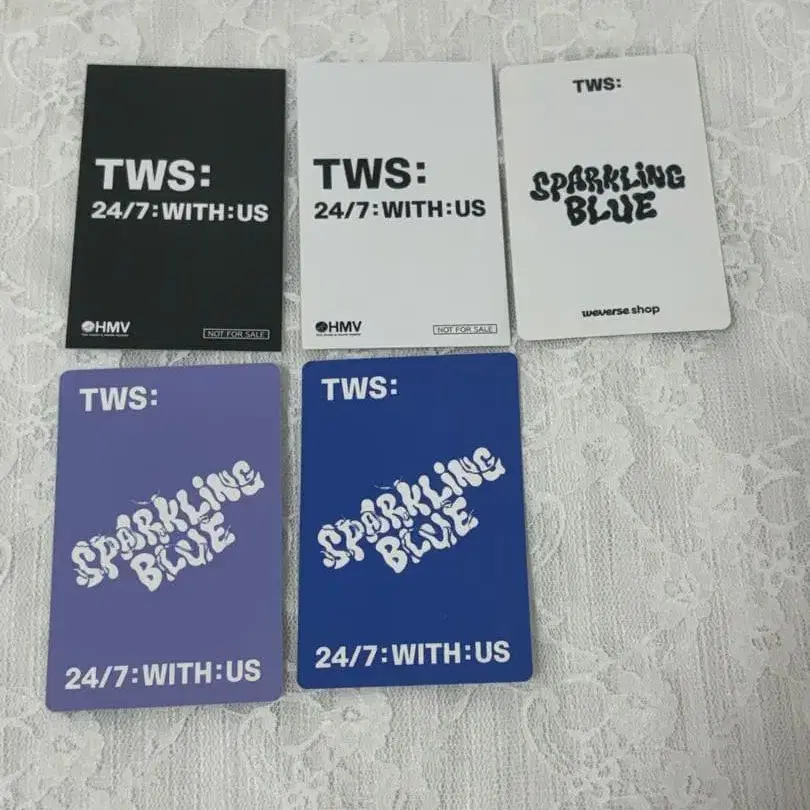 TWS:
24/7:WITH:US
HMV
NOT FOR SALE
TWS:
24/7:WITH:US
HMV
NOT FOR SALE
TWS:
SPARKLiNG
BLUE
weverse shop
TWS:
SPARKLiNG
BLUE
24/7:WITH:US
TWS:
SPARKLiNG
BLUE
24/7:WITH:US